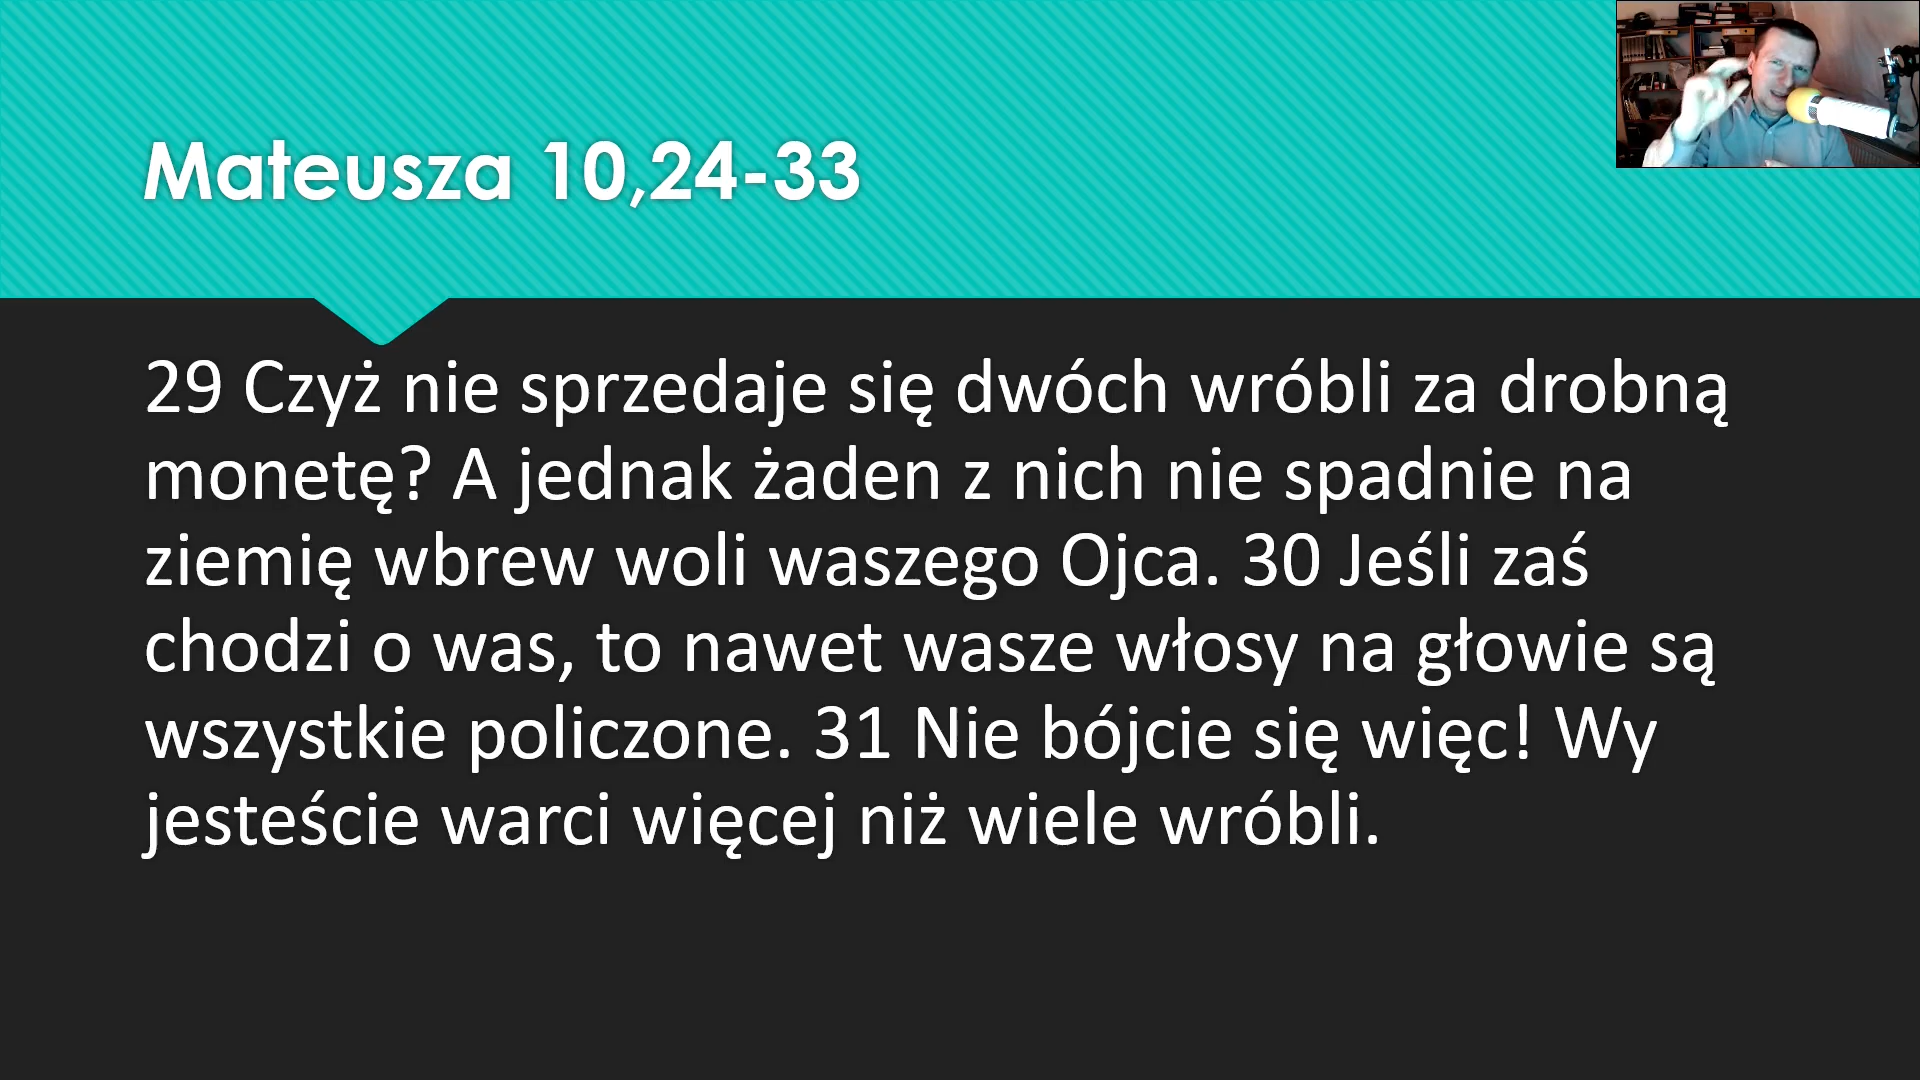 Mateusza 10,24-33
29 Czyż nie sprzedaje się dwóch wróbli za drobną
monetę? A jednak żaden z nich nie spadnie na
ziemię wbrew woli waszego Ojca. 30 Jeśli zaś
chodzi o was, to nawet wasze włosy na głowie są
wszystkie policzone. 31 Nie bójcie się więc! Wy
jesteście warci więcej niż wiele wróbli.